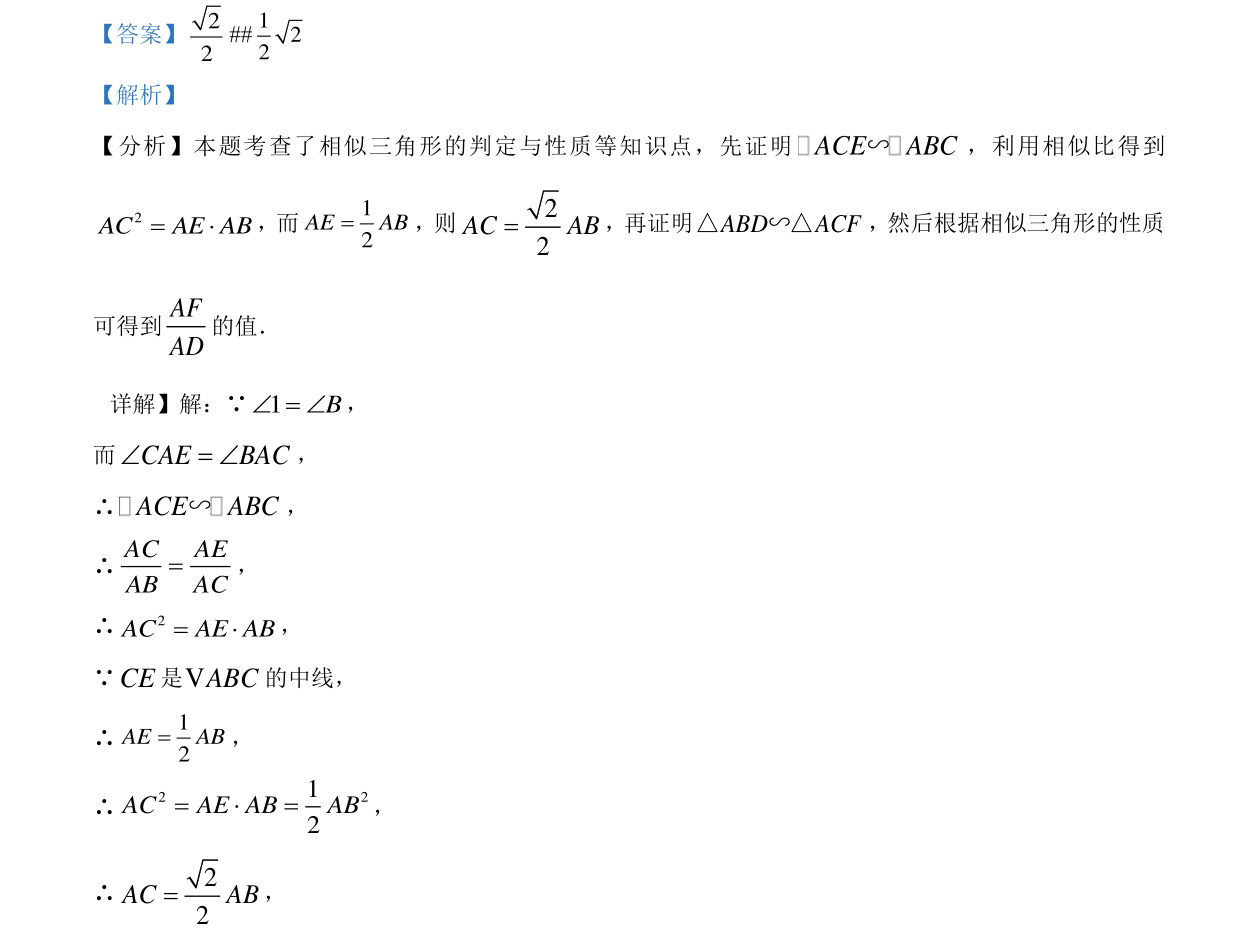 【答案】√2/2##1/2√2
【解析】
【分析】本题考查了相似三角形的判定与性质等知识点，先证明□ACE∽□ABC，利用相似比得到
AC²=AE·AB，而AE=1/2AB，则AC=√2/2AB，再证明△ABD∽△ACF，然后根据相似三角形的性质
可得到AF/AD的值．
详解】解：∵∠1=∠B，
而∠CAE=∠BAC，
∴□ACE∽□ABC，
∴AC/AB=AE/AC，
∴AC²=AE·AB，
∵CE是VABC的中线，
∴AE=1/2AB，
∴AC²=AE·AB=1/2AB²，
∴AC=√2/2AB，